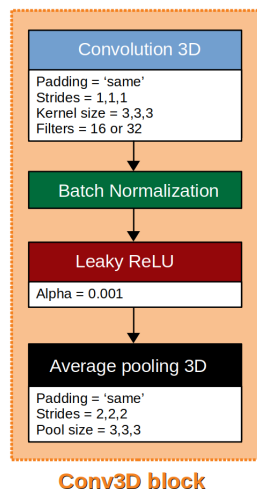 Convolution 3D
Padding = ‘same’
Strides = 1,1,1
Kernel size = 3,3,3
Filters = 16 or 32
Batch Normalization
Leaky ReLU
Alpha = 0.001
Average pooling 3D
Padding = ‘same’
Strides = 2,2,2
Pool size = 3,3,3
Conv3D block